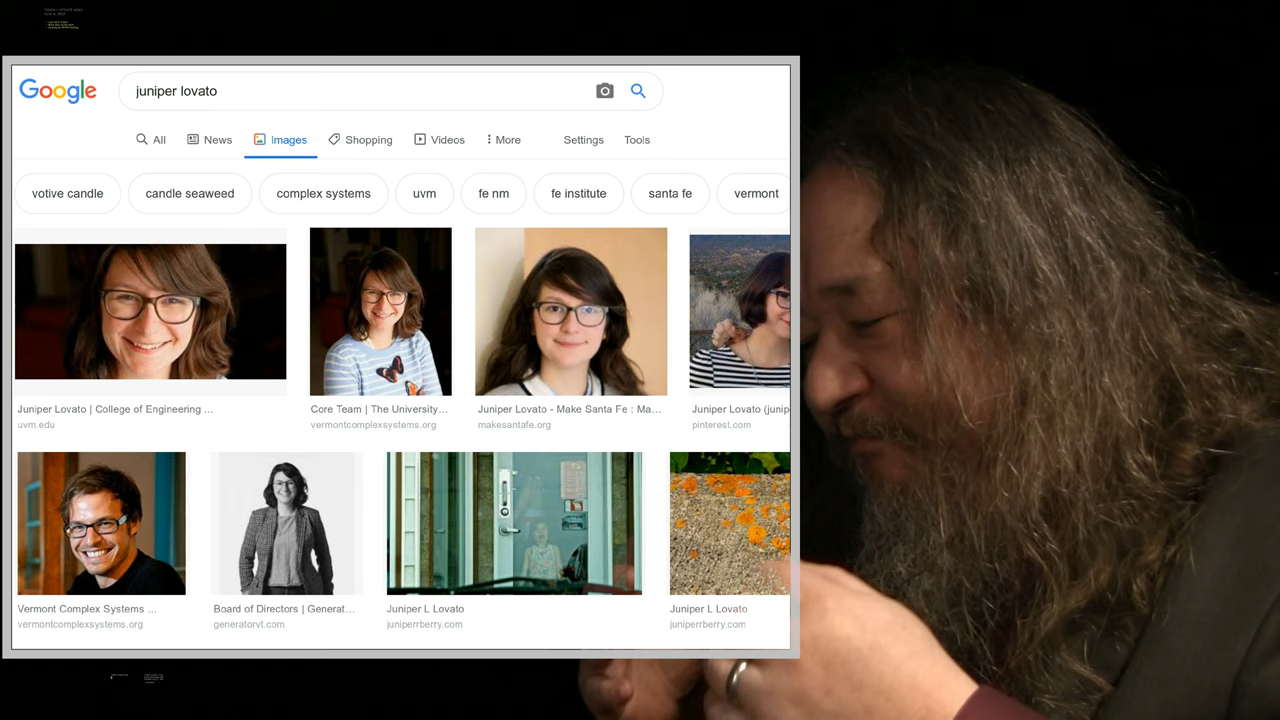 Google
juniper lovato
All
News
Images
Shopping
Videos
More
Settings
Tools
votive candle
candle seaweed
complex systems
uvm
fe nm
fe institute
santa fe
vermont
Juniper Lovato | College of Engineering ...
uvm.edu
Core Team | The University...
vermontcomplexsystems.org
Juniper Lovato - Make Santa Fe : Ma...
makesantafe.org
Juniper Lovato (junip
pinterest.com
Vermont Complex Systems ...
vermontcomplexsystems.org
Board of Directors | Generat...
generatorvt.com
Juniper L Lovato
juniperrberry.com
Juniper L Lovato
juniperrberry.com